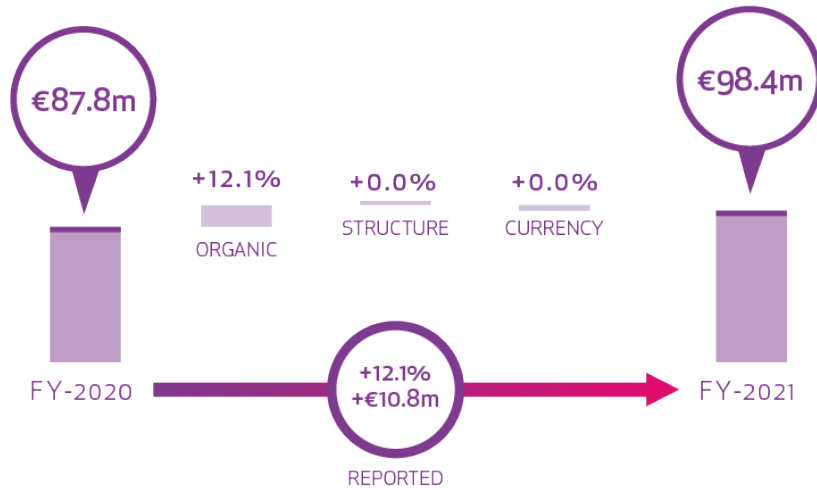 €87.8m
€98.4m
+12.1%
+0.0%
+0.0%
ORGANIC
STRUCTURE
CURRENCY
FY-2020
+12.1%
+€10.8m
FY-2021
REPORTED